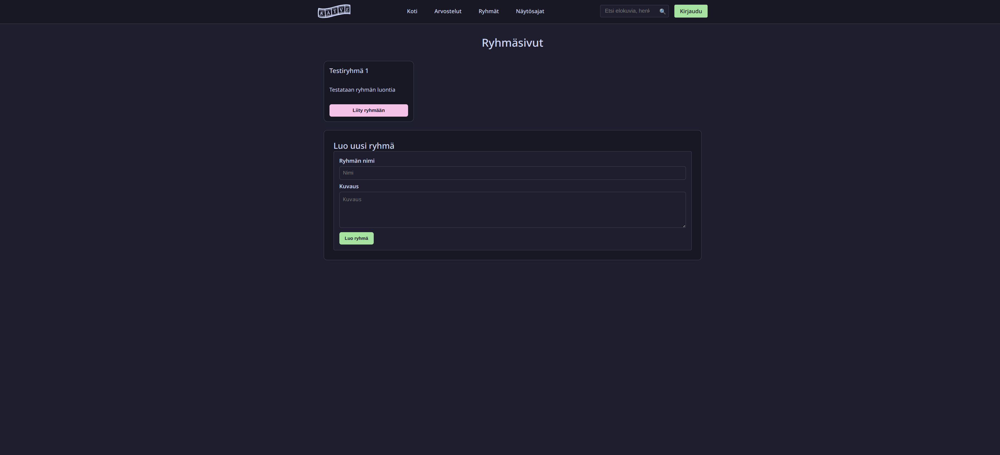 KATVE
Koti Arvostelut Ryhmät Näytösajat Etsi elokuvia, henk Kirjaudu
Ryhmäsivut
Testiryhmä 1
Testataan ryhmän luontia
Liity ryhmään
Luo uusi ryhmä
Ryhmän nimi
Nimi
Kuvaus
Kuvaus
Luo ryhmä